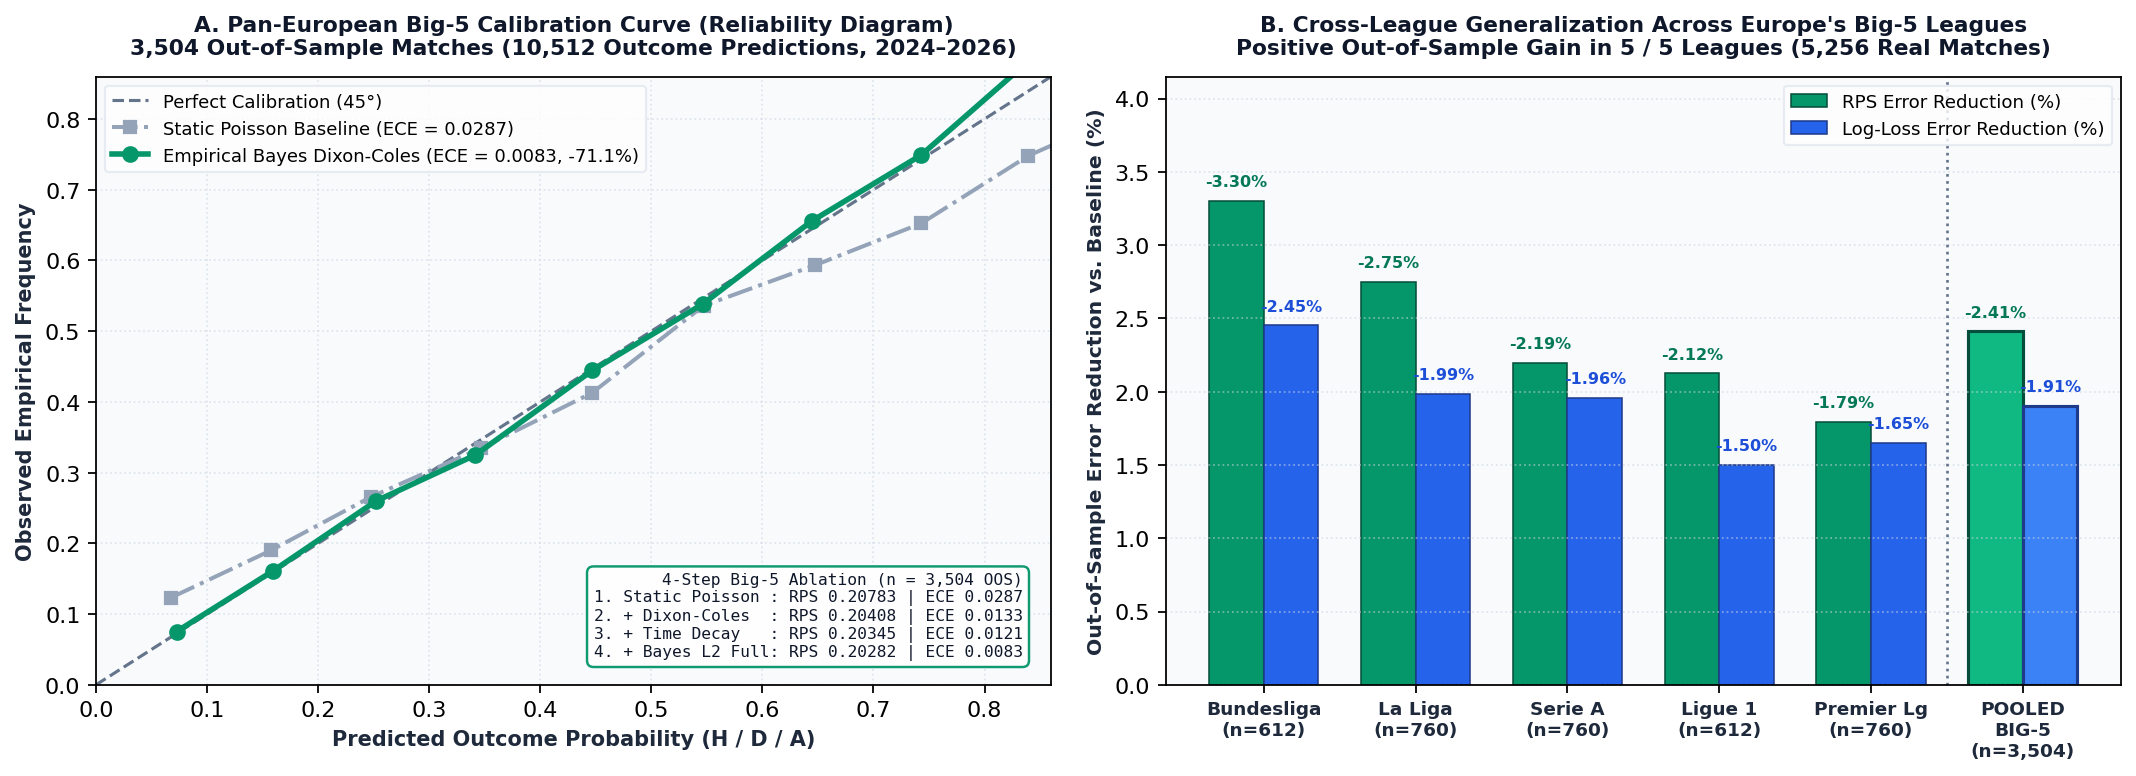 A. Pan-European Big-5 Calibration Curve (Reliability Diagram)
3,504 Out-of-Sample Matches (10,512 Outcome Predictions, 2024–2026)
Perfect Calibration (45°)
Static Poisson Baseline (ECE = 0.0287)
Empirical Bayes Dixon-Coles (ECE = 0.0083, -71.1%)
Observed Empirical Frequency
0.8
0.7
0.6
0.5
0.4
0.3
0.2
0.1
0.0
4-Step Big-5 Ablation (n = 3,504 OOS)
1. Static Poisson : RPS 0.20783 | ECE 0.0287
2. + Dixon-Coles  : RPS 0.20408 | ECE 0.0133
3. + Time Decay   : RPS 0.20345 | ECE 0.0121
4. + Bayes L2 Full: RPS 0.20282 | ECE 0.0083
0.0 0.1 0.2 0.3 0.4 0.5 0.6 0.7 0.8
Predicted Outcome Probability (H / D / A)
B. Cross-League Generalization Across Europe's Big-5 Leagues
Positive Out-of-Sample Gain in 5 / 5 Leagues (5,256 Real Matches)
RPS Error Reduction (%)
Log-Loss Error Reduction (%)
Out-of-Sample Error Reduction vs. Baseline (%)
4.0
3.5
3.0
2.5
2.0
1.5
1.0
0.5
0.0
-3.30%
-2.45%
-2.75%
-1.99%
-2.19%
-1.96%
-2.12%
-1.50%
-1.79%
-1.65%
-2.41%
-1.91%
Bundesliga
(n=612)
La Liga
(n=760)
Serie A
(n=760)
Ligue 1
(n=612)
Premier Lg
(n=760)
POOLED
BIG-5
(n=3,504)